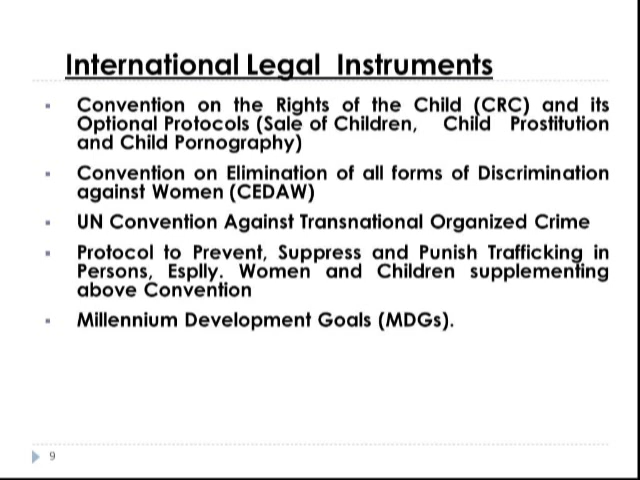 International Legal Instruments
Convention on the Rights of the Child (CRC) and its
Optional Protocols (Sale of Children, Child Prostitution
and Child Pornography)
Convention on Elimination of all forms of Discrimination
against Women (CEDAW)
UN Convention Against Transnational Organized Crime
Protocol to Prevent, Suppress and Punish Trafficking in
Persons, Esplly. Women and Children supplementing
above Convention
Millennium Development Goals (MDGs).
9